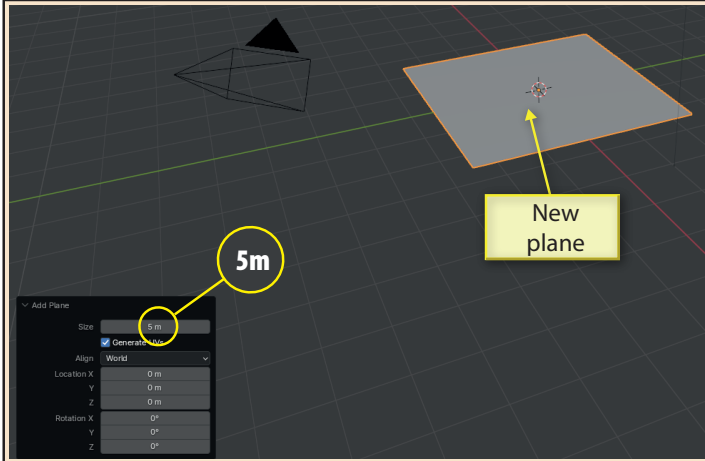 New
plane
5m
Add Plane
Size 5 m
Generate UVs
Align World
Location X 0 m
Y 0 m
Z 0 m
Rotation X 0°
Y 0°
Z 0°